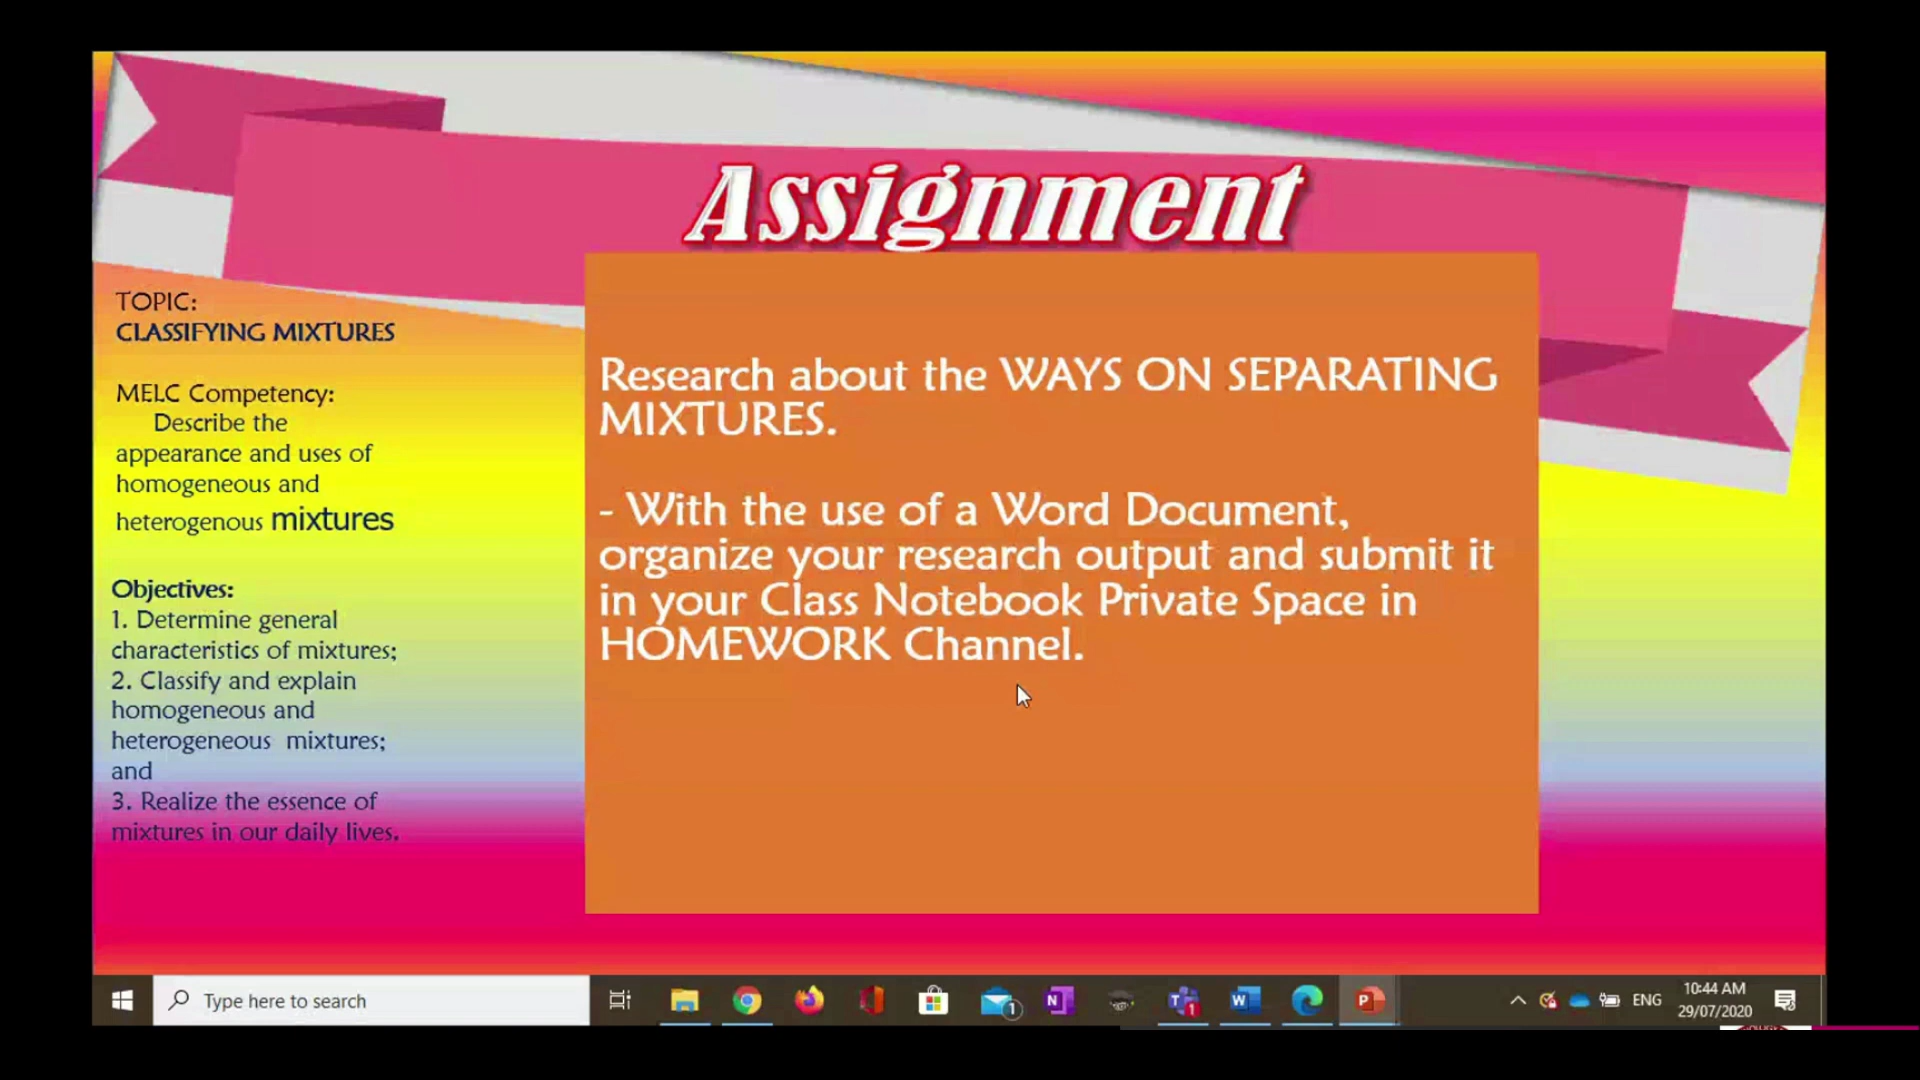 Assignment
TOPIC:
CLASSIFYING MIXTURES
MELC Competency:
Describe the
appearance and uses of
homogeneous and
heterogenous mixtures
Objectives:
1. Determine general
characteristics of mixtures;
2. Classify and explain
homogeneous and
heterogeneous mixtures;
and
3. Realize the essence of
mixtures in our daily lives.
Research about the WAYS ON SEPARATING
MIXTURES.
- With the use of a Word Document,
organize your research output and submit it
in your Class Notebook Private Space in
HOMEWORK Channel.
Type here to search
1
N
T
1
W
P
ENG
10:44 AM
29/07/2020